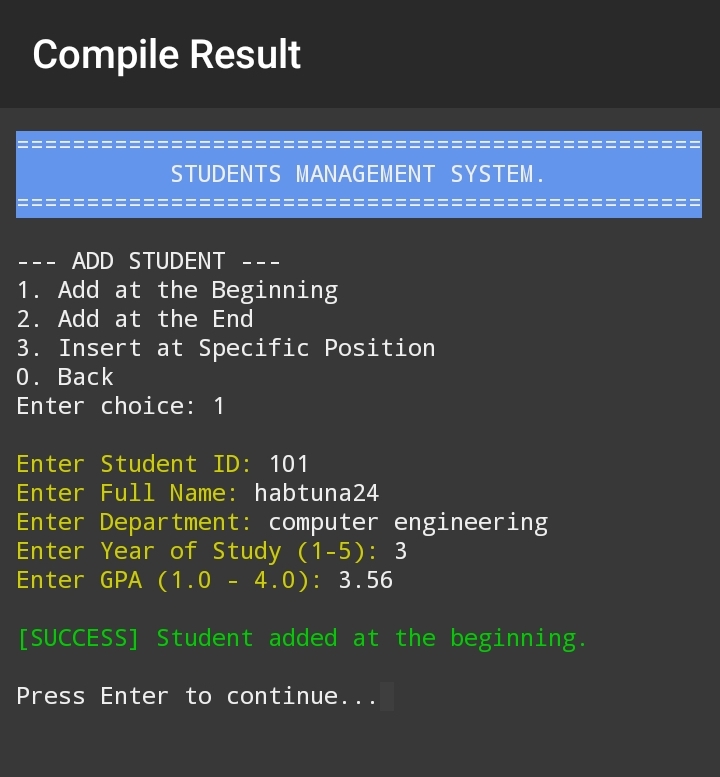 Compile Result
=================================================
STUDENTS MANAGEMENT SYSTEM.
=================================================
--- ADD STUDENT ---
1. Add at the Beginning
2. Add at the End
3. Insert at Specific Position
0. Back
Enter choice: 1
Enter Student ID: 101
Enter Full Name: habtuna24
Enter Department: computer engineering
Enter Year of Study (1-5): 3
Enter GPA (1.0 - 4.0): 3.56
[SUCCESS] Student added at the beginning.
Press Enter to continue...